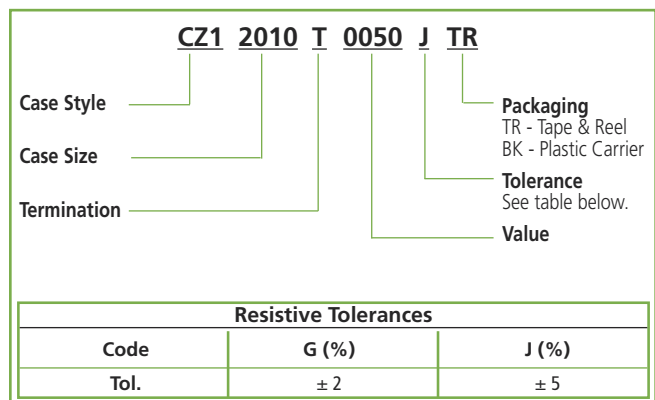 CZ1 2010 T 0050 J TR
Case Style
Case Size
Termination
Packaging
TR - Tape & Reel
BK - Plastic Carrier
Tolerance
See table below.
Value
Resistive Tolerances
Code G (%) J (%)
Tol. ± 2 ± 5